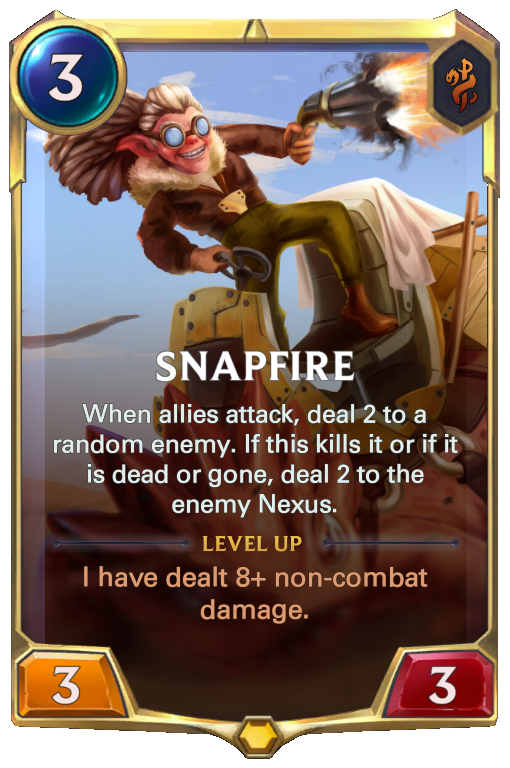 3
SNAPFIRE
When allies attack, deal 2 to a
random enemy. If this kills it or if it
is dead or gone, deal 2 to the
enemy Nexus.
LEVEL UP
I have dealt 8+ non-combat
damage.
3
3